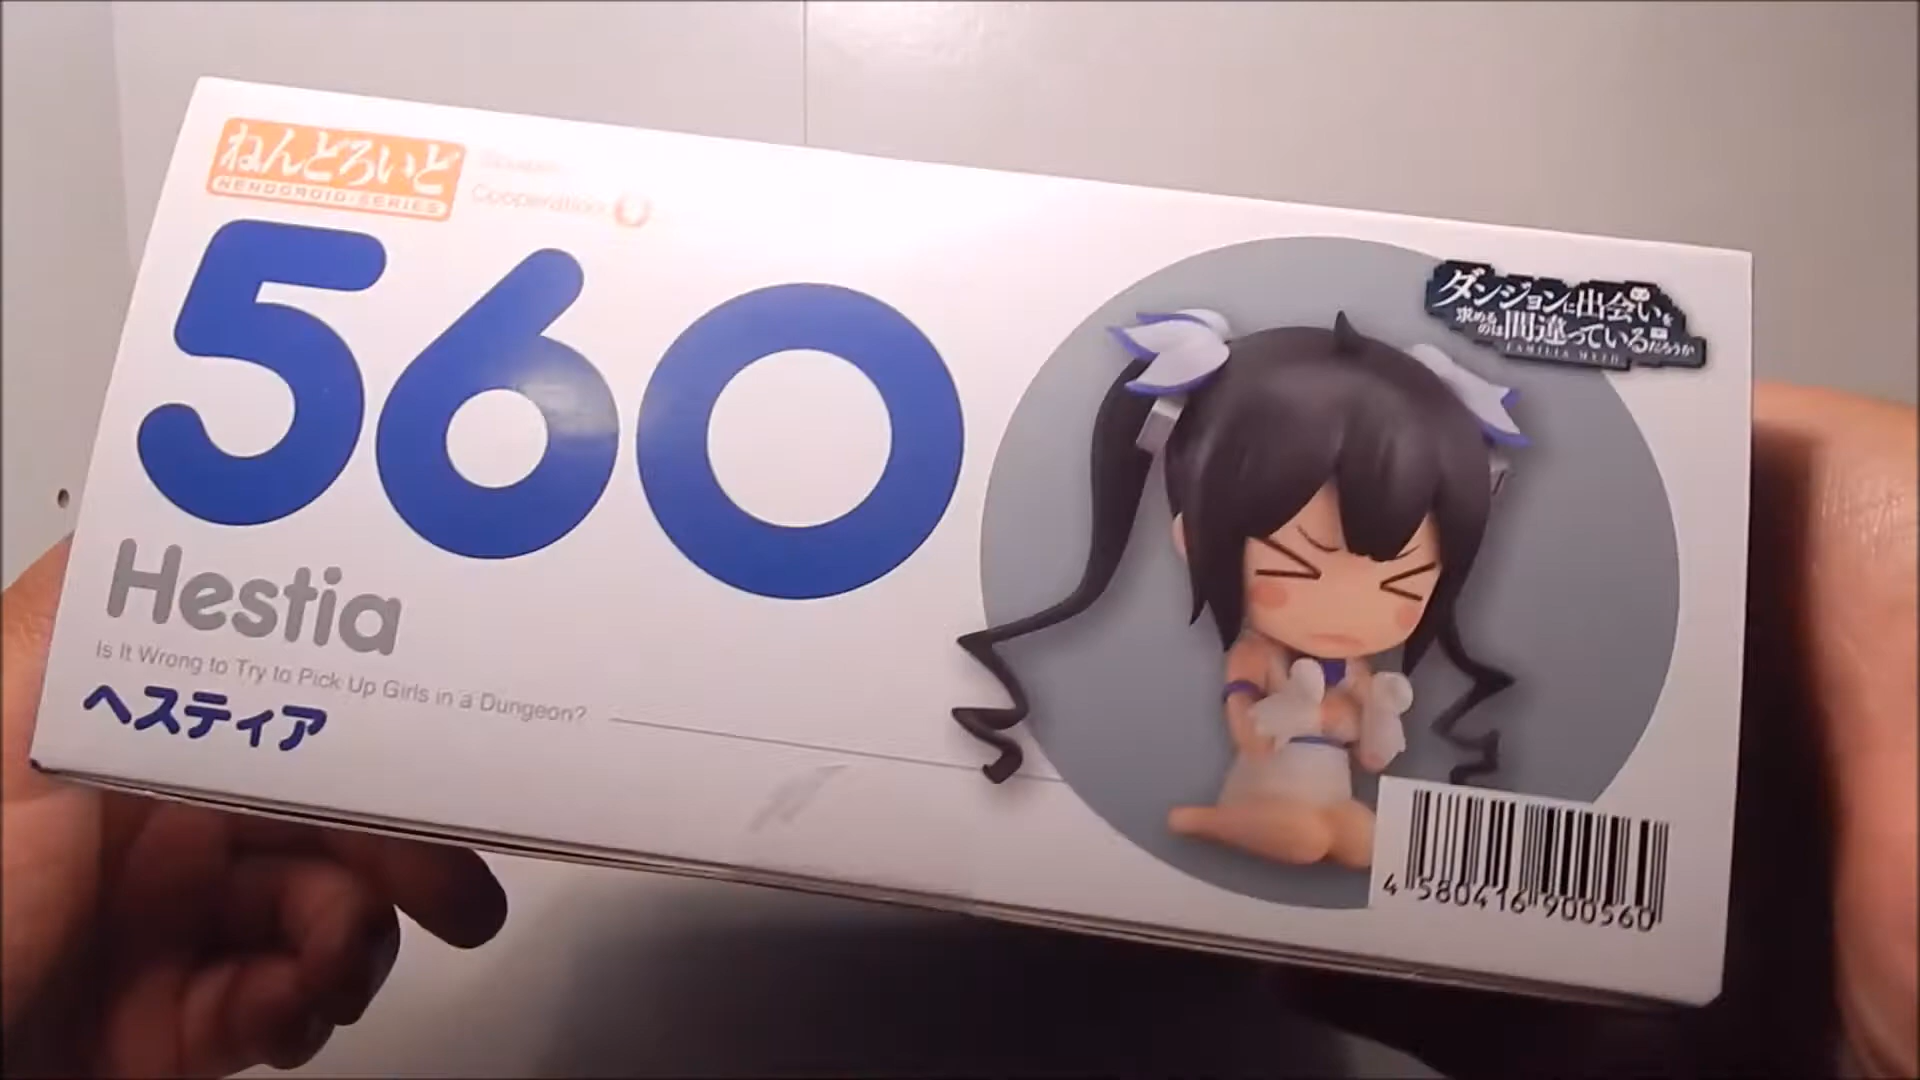 ねんどろいど
NENDOROID·SERIES
Cooperation:
560
Hestia
Is It Wrong to Try to Pick Up Girls in a Dungeon?
ヘスティア
ダンジョンに出会いを
求めるのは間違っているだろうか
FAMILIA MYTH
4 580416 900560